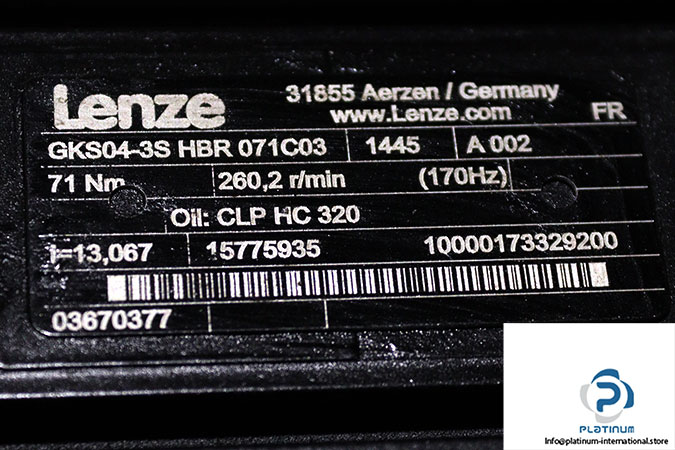 Lenze 31855 Aerzen / Germany
www.Lenze.com FR
GKS04-3S HBR 071C03 1445 A 002
71 Nm 260,2 r/min (170Hz)
Oil: CLP HC 320
i=13,067 15775935 10000173329200
03670377
PLATINUM
info@platinum-international.store